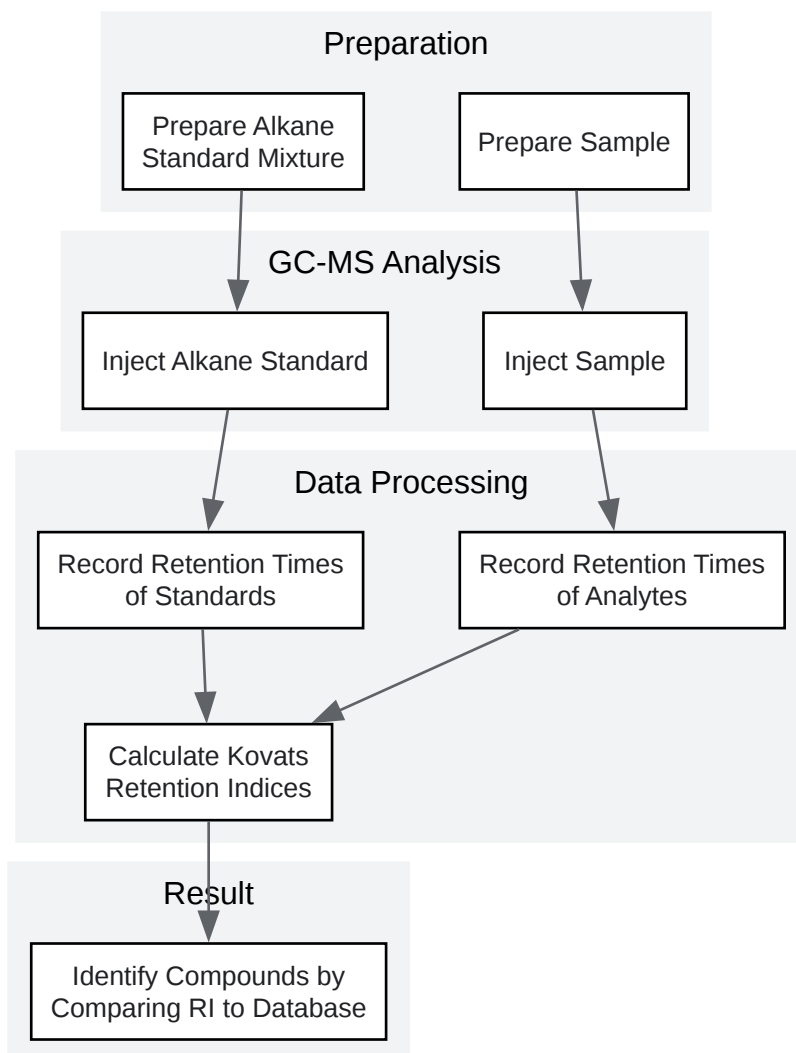 Preparation
Prepare Alkane
Standard Mixture
Prepare Sample
GC-MS Analysis
Inject Alkane Standard
Inject Sample
Data Processing
Record Retention Times
of Standards
Record Retention Times
of Analytes
Calculate Kovats
Retention Indices
Result
Identify Compounds by
Comparing RI to Database